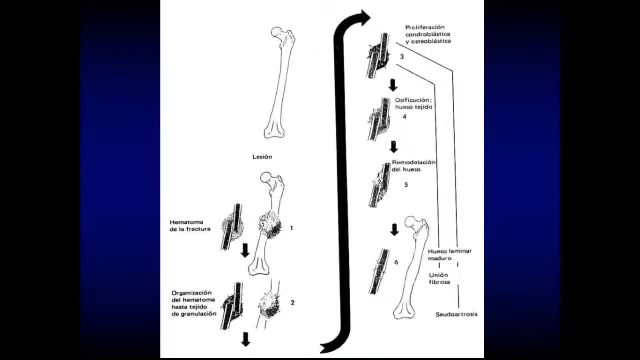 Lesión
Hematoma
de la fractura
1
Organización
del hematoma
hasta tejido
de granulación
2
Proliferación
condroblástica
y osteoblástica
3
Osificación:
hueso tejido
4
Remodelación
del hueso
5
6
Hueso laminar
maduro
Unión
fibrosa
Seudoartrosis